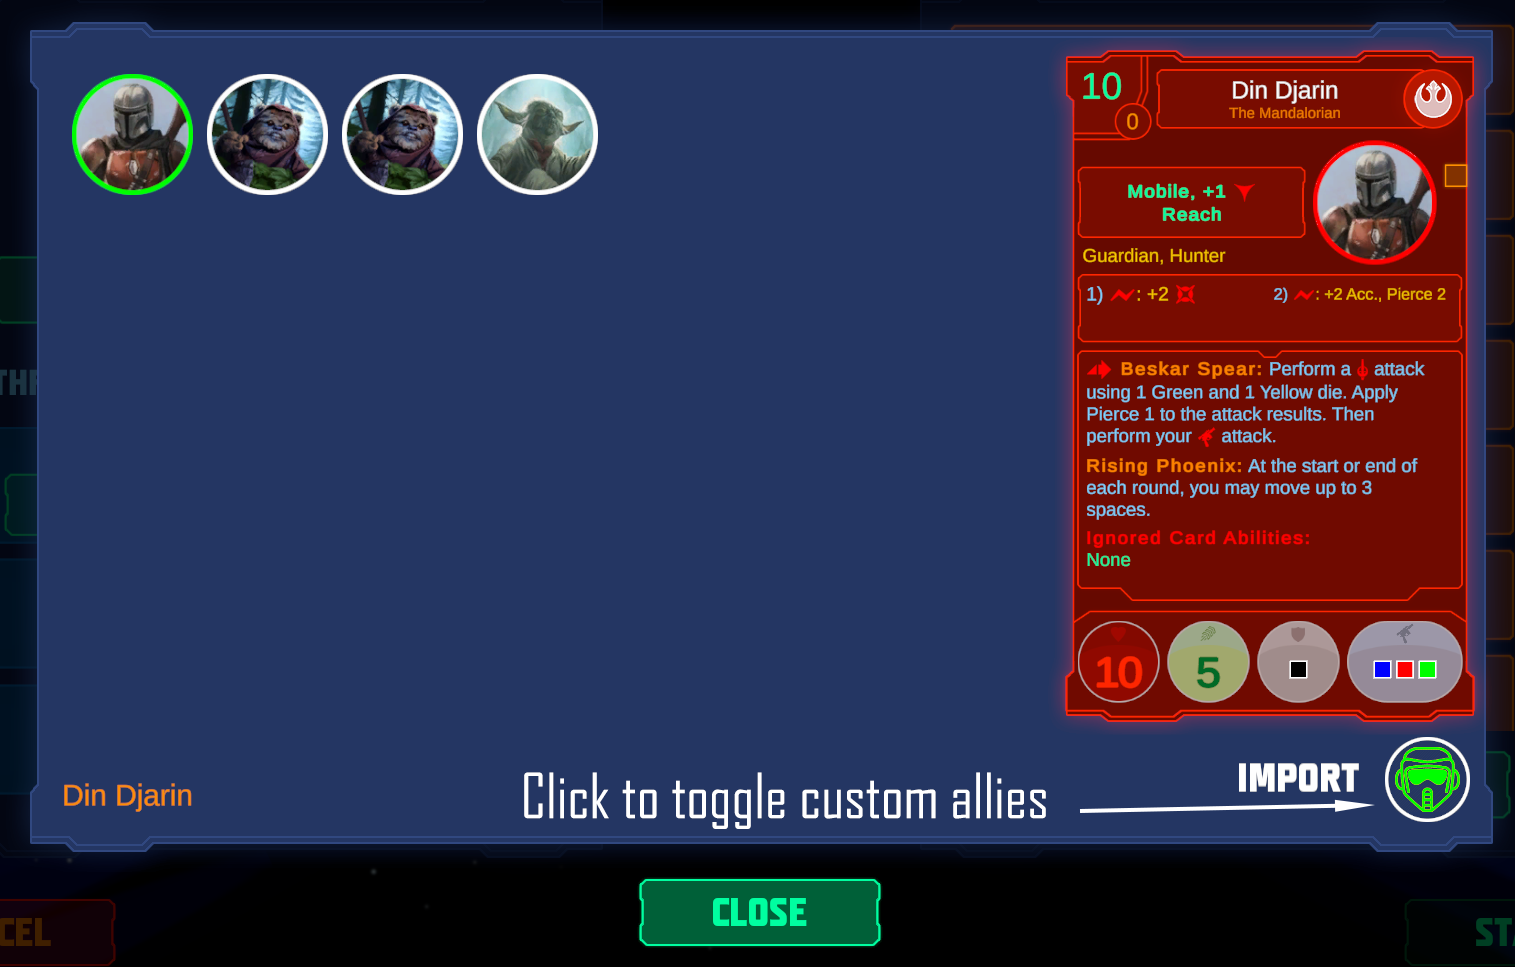 10
0
Din Djarin
The Mandalorian
Mobile, +1
Reach
Guardian, Hunter
1) : +2
2) : +2 Acc., Pierce 2
Beskar Spear: Perform a attack
using 1 Green and 1 Yellow die. Apply
Pierce 1 to the attack results. Then
perform your attack.
Rising Phoenix: At the start or end of
each round, you may move up to 3
spaces.
Ignored Card Abilities:
None
10
5
Din Djarin
Click to toggle custom allies
IMPORT
CLOSE